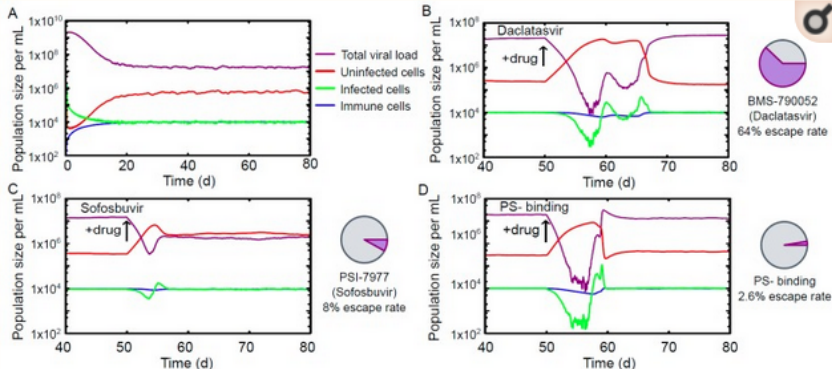 A
Population size per mL
1x10^10
1x10^8
1x10^6
1x10^4
1x10^2
0 20 40 60 80
Time (d)
Total viral load
Uninfected cells
Infected cells
Immune cells
B
Population size per mL
1x10^8
1x10^6
1x10^4
1x10^2
Daclatasvir
+drug
40 50 60 70 80
Time (d)
BMS-790052
(Daclatasvir)
64% escape rate
C
Population size per mL
1x10^8
1x10^6
1x10^4
1x10^2
Sofosbuvir
+drug
40 50 60 70 80
Time (d)
PSI-7977
(Sofosbuvir)
8% escape rate
D
Population size per mL
1x10^8
1x10^6
1x10^4
1x10^2
PS- binding
+drug
40 50 60 70 80
Time (d)
PS- binding
2.6% escape rate